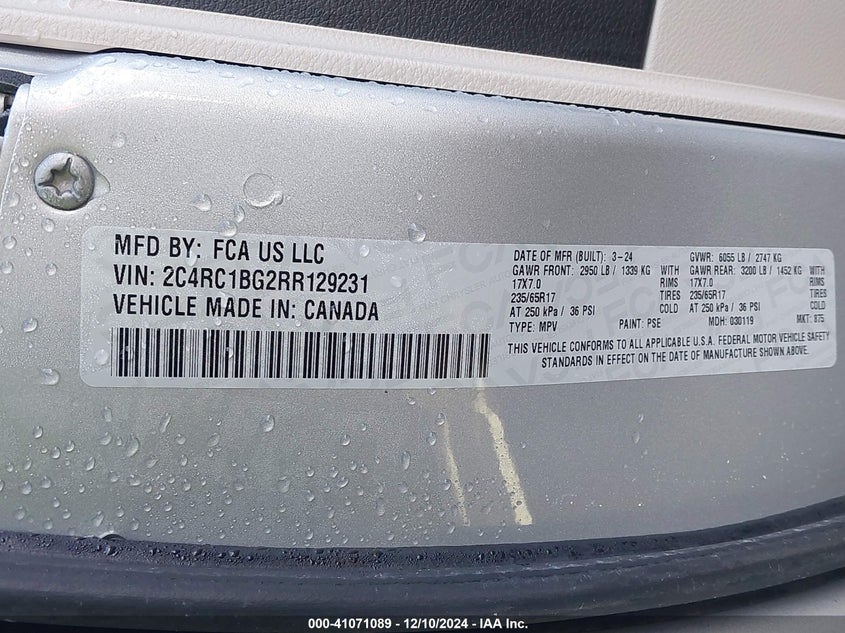 MFD BY: FCA US LLC
VIN: 2C4RC1BG2RR129231
VEHICLE MADE IN: CANADA
DATE OF MFR (BUILT): 3-24 GVWR: 6055 LB / 2747 KG
GAWR FRONT: 2950 LB / 1339 KG WITH GAWR REAR: 3200 LB / 1452 KG WITH
17X7.0 RIMS 17X7.0 RIMS
235/65R17 TIRES 235/65R17 TIRES
AT 250 kPa / 36 PSI COLD AT 250 kPa / 36 PSI COLD
TYPE: MPV PAINT: PSE MDH: 030119 MKT: 875
THIS VEHICLE CONFORMS TO ALL APPLICABLE U.S.A. FEDERAL MOTOR VEHICLE SAFETY
STANDARDS IN EFFECT ON THE DATE OF MANUFACTURE SHOWN ABOVE.
000-41071089 - 12/10/2024 - IAA Inc.